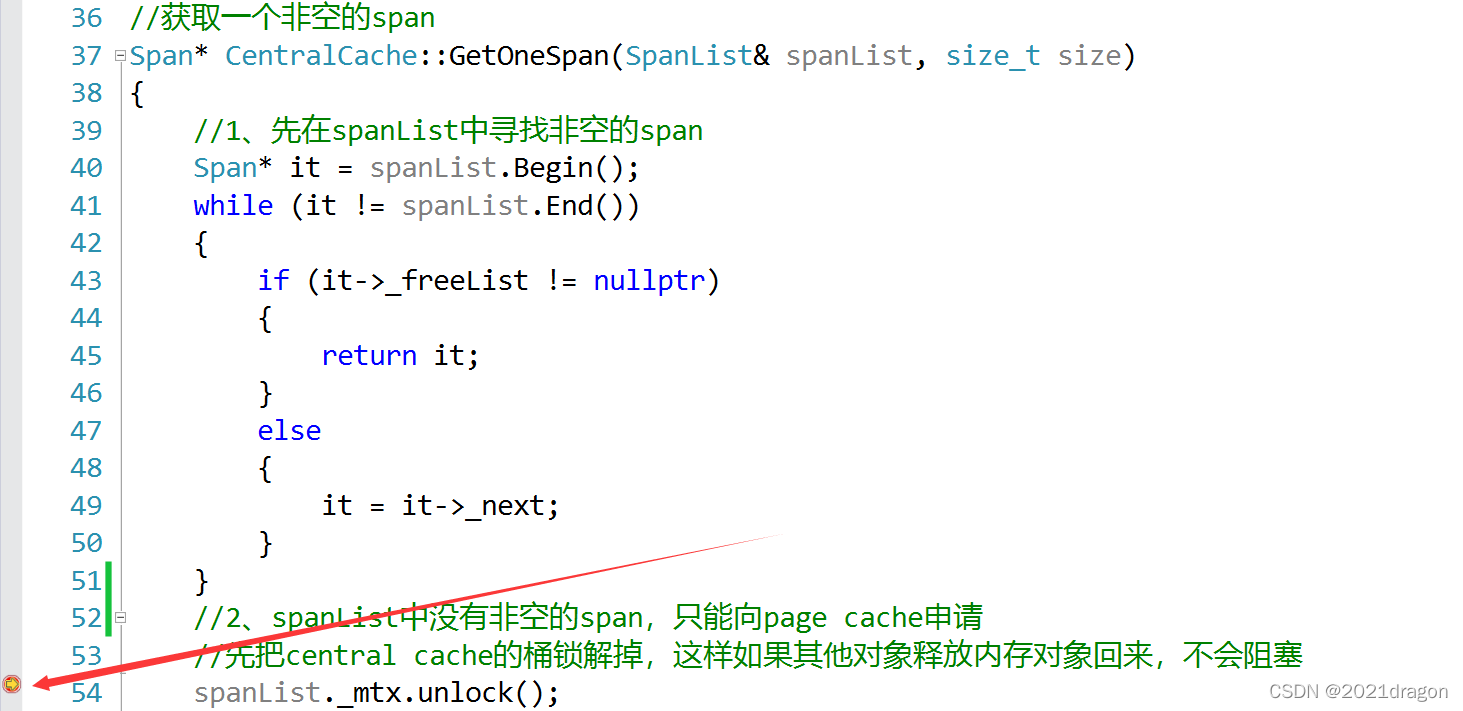 36 //获取一个非空的span
37 Span* CentralCache::GetOneSpan(SpanList& spanList, size_t size)
38 {
39 //1、先在spanList中寻找非空的span
40 Span* it = spanList.Begin();
41 while (it != spanList.End())
42 {
43 if (it->_freeList != nullptr)
44 {
45 return it;
46 }
47 else
48 {
49 it = it->_next;
50 }
51 }
52 //2、spanList中没有非空的span，只能向page cache申请
53 //先把central cache的桶锁解掉，这样如果其他对象释放内存对象回来，不会阻塞
54 spanList._mtx.unlock();
CSDN @2021dragon